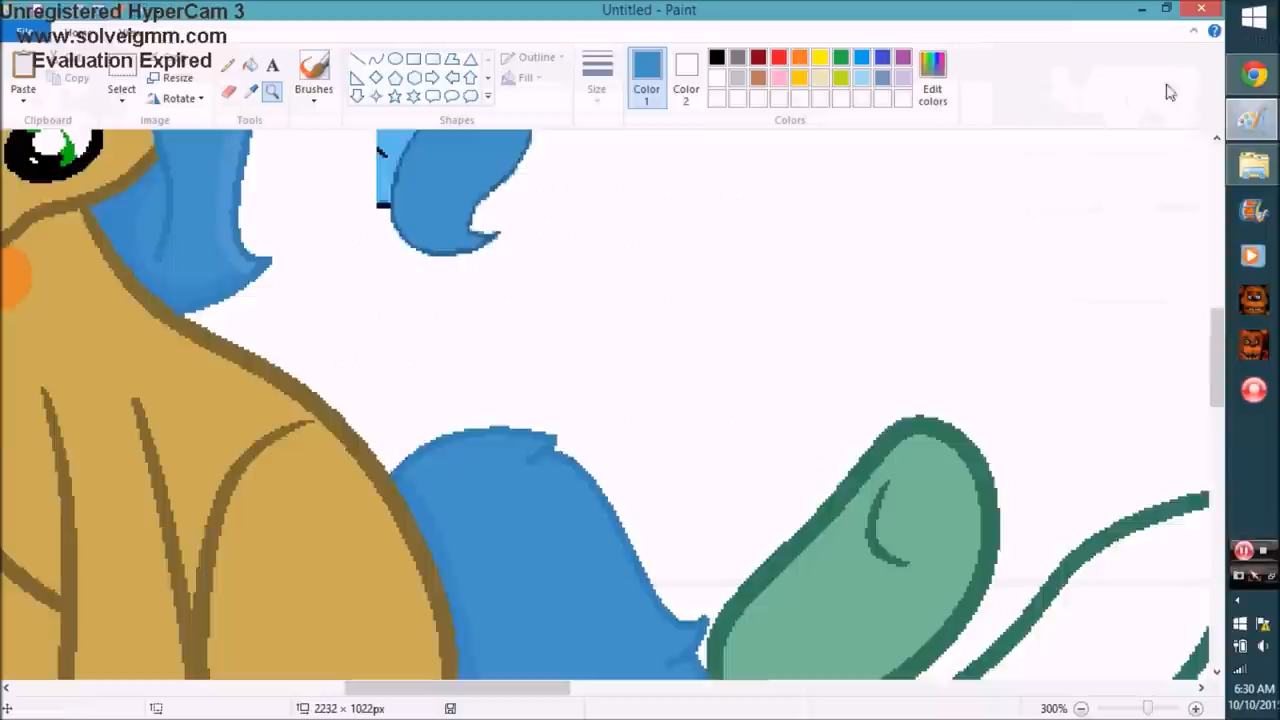 Unregistered HyperCam 3
Untitled - Paint
www.solveigmm.com
Evaluation Expired
Paste
Copy
Select
Resize
Rotate
Brushes
Outline
Fill
Size
Color 1
Color 2
Edit colors
Clipboard
Image
Tools
Shapes
Colors
2232 × 1022px
300%
6:30 AM